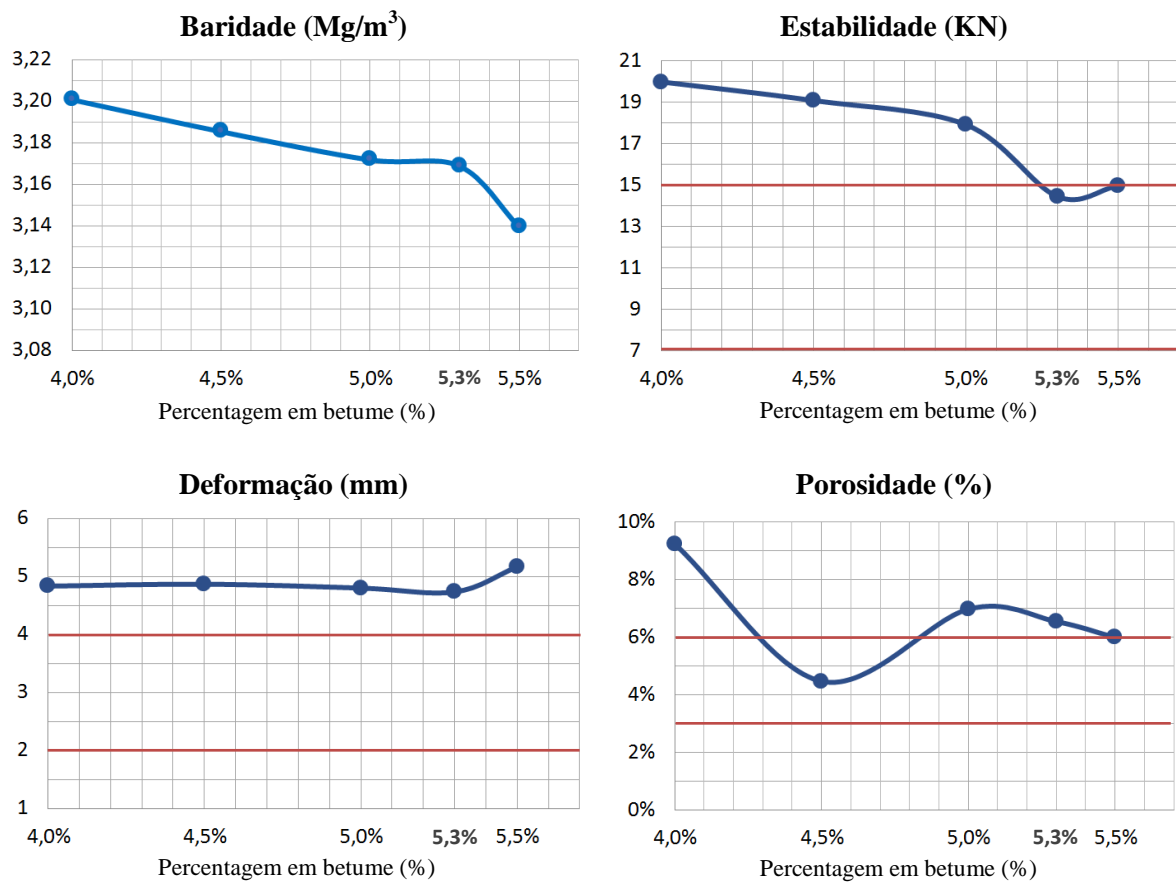 Baridade (Mg/m³)
3,22
3,20
3,18
3,16
3,14
3,12
3,10
3,08
4,0% 4,5% 5,0% 5,3% 5,5%
Percentagem em betume (%)
Estabilidade (KN)
21
19
17
15
13
11
9
7
4,0% 4,5% 5,0% 5,3% 5,5%
Percentagem em betume (%)
Deformação (mm)
6
5
4
3
2
1
4,0% 4,5% 5,0% 5,3% 5,5%
Percentagem em betume (%)
Porosidade (%)
10%
8%
6%
4%
2%
0%
4,0% 4,5% 5,0% 5,3% 5,5%
Percentagem em betume (%)